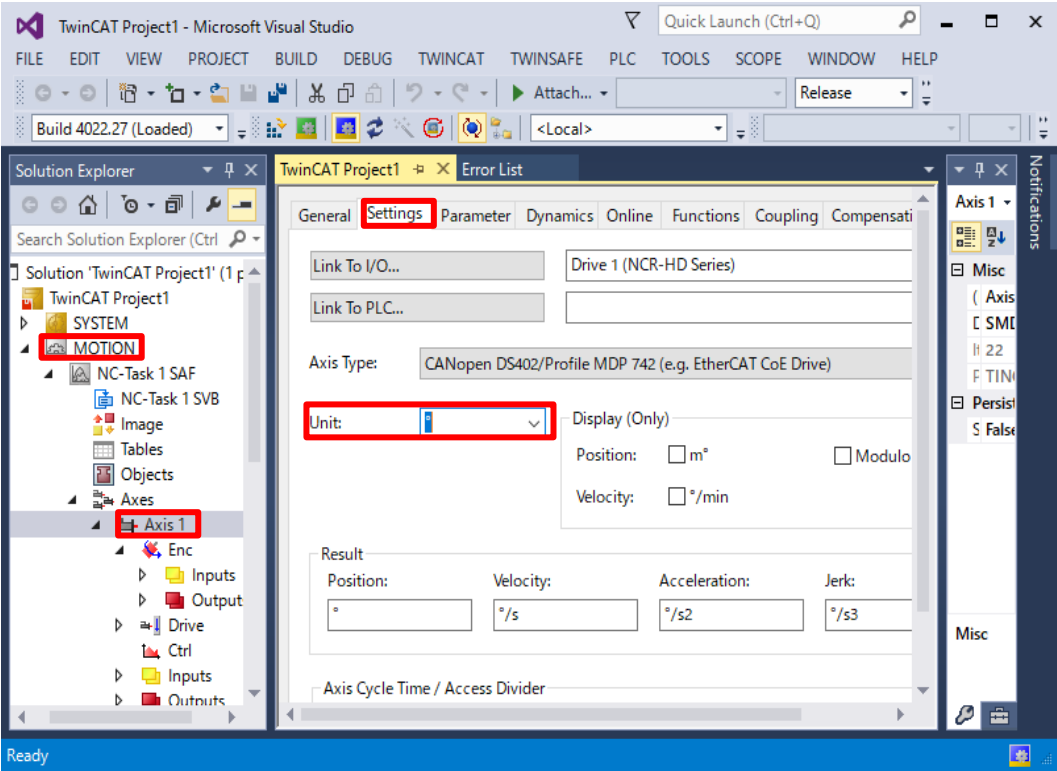 TwinCAT Project1 - Microsoft Visual Studio
Quick Launch (Ctrl+Q)
FILE EDIT VIEW PROJECT BUILD DEBUG TWINCAT TWINSAFE PLC TOOLS SCOPE WINDOW HELP
Attach... Release
Build 4022.27 (Loaded) <Local>
Solution Explorer
Search Solution Explorer (Ctrl
Solution 'TwinCAT Project1' (1 p
TwinCAT Project1
SYSTEM
MOTION
NC-Task 1 SAF
NC-Task 1 SVB
Image
Tables
Objects
Axes
Axis 1
Enc
Inputs
Output
Drive
Ctrl
Inputs
Outputs
TwinCAT Project1 Error List
General Settings Parameter Dynamics Online Functions Coupling Compensati
Link To I/O... Drive 1 (NCR-HD Series)
Link To PLC...
Axis Type: CANopen DS402/Profile MDP 742 (e.g. EtherCAT CoE Drive)
Unit: °
Display (Only)
Position: m° Modulo
Velocity: °/min
Result
Position: Velocity: Acceleration: Jerk:
° °/s °/s2 °/s3
Axis Cycle Time / Access Divider
Axis 1
Misc
( Axis
SME
22
TIN
Persist
S False
Misc
Notifications
Ready